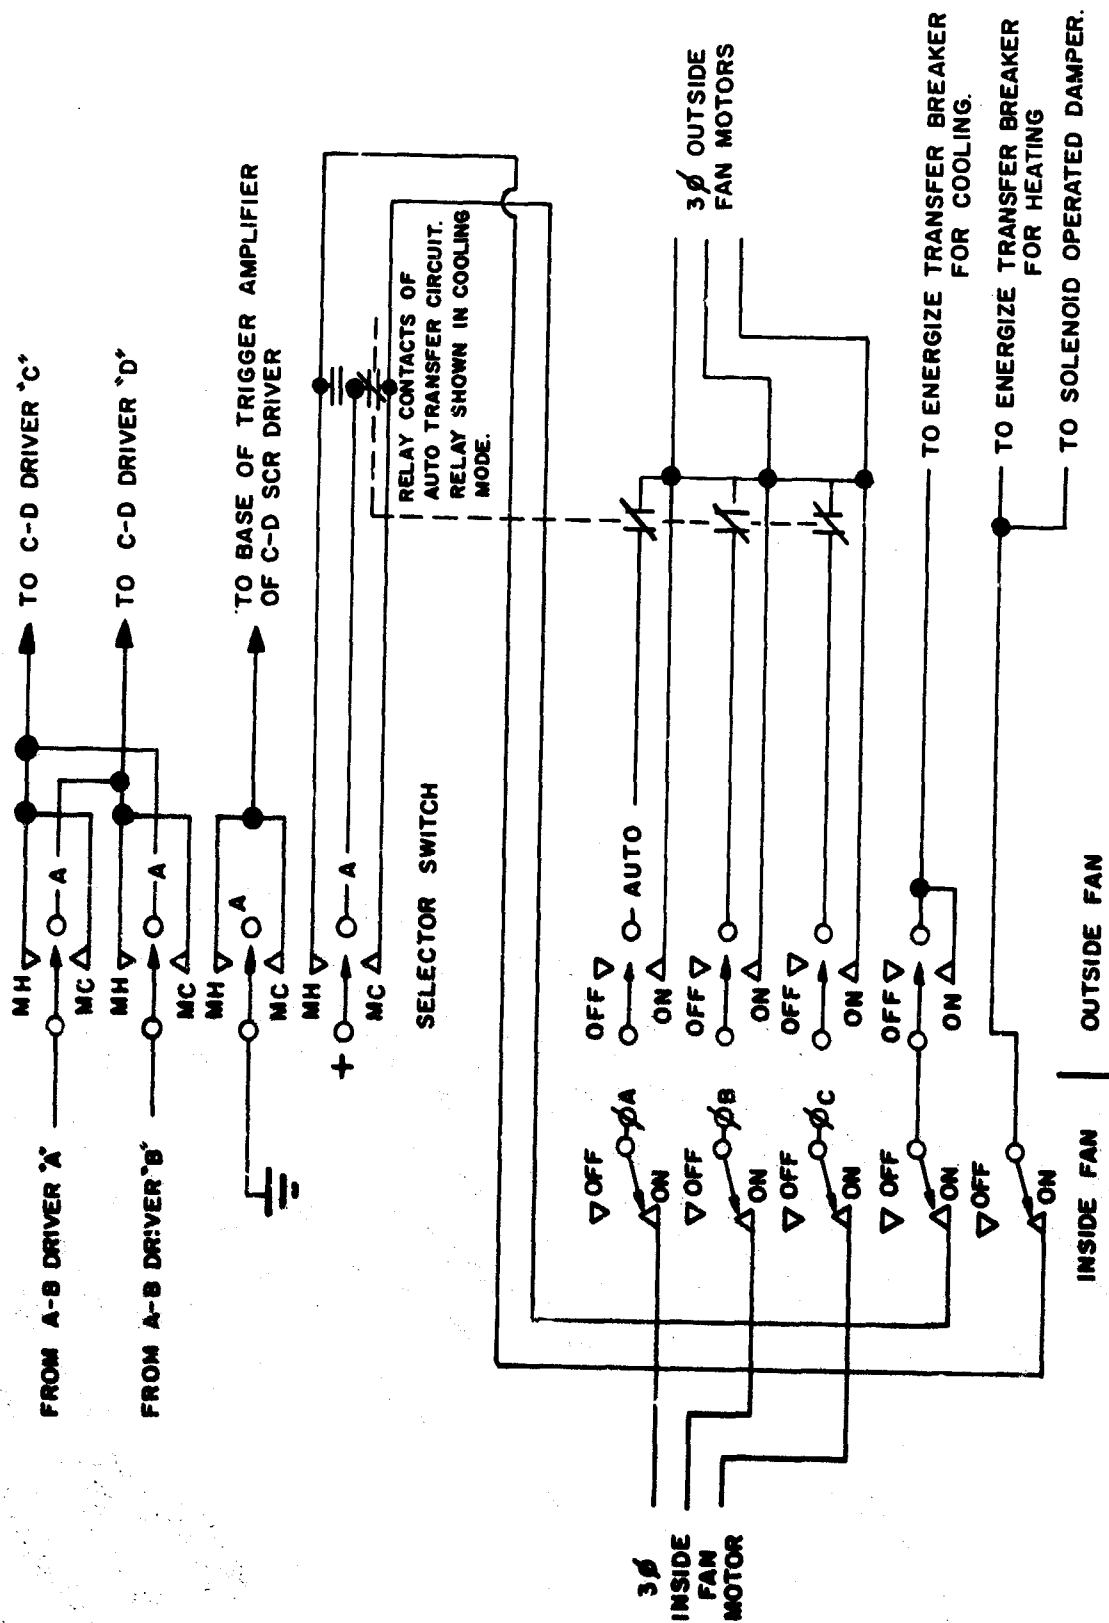 FROM A-B DRIVER "A"
MH
MC
A
TO C-D DRIVER "C"
FROM A-B DRIVER "B"
MH
MC
A
TO C-D DRIVER "D"
MH
MC
A
TO BASE OF TRIGGER AMPLIFIER
OF C-D SCR DRIVER
+
MH
MC
A
RELAY CONTACTS OF
AUTO TRANSFER CIRCUIT.
RELAY SHOWN IN COOLING
MODE.
SELECTOR SWITCH
3Ø
INSIDE
FAN
MOTOR
OFF
ØA
ON
OFF
AUTO
ON
OFF
ØB
ON
OFF
ON
OFF
ØC
ON
OFF
ON
3Ø OUTSIDE
FAN MOTORS
OFF
ON
OFF
ON
TO ENERGIZE TRANSFER BREAKER
FOR COOLING.
OFF
ON
TO ENERGIZE TRANSFER BREAKER
FOR HEATING
TO SOLENOID OPERATED DAMPER.
INSIDE FAN
OUTSIDE FAN